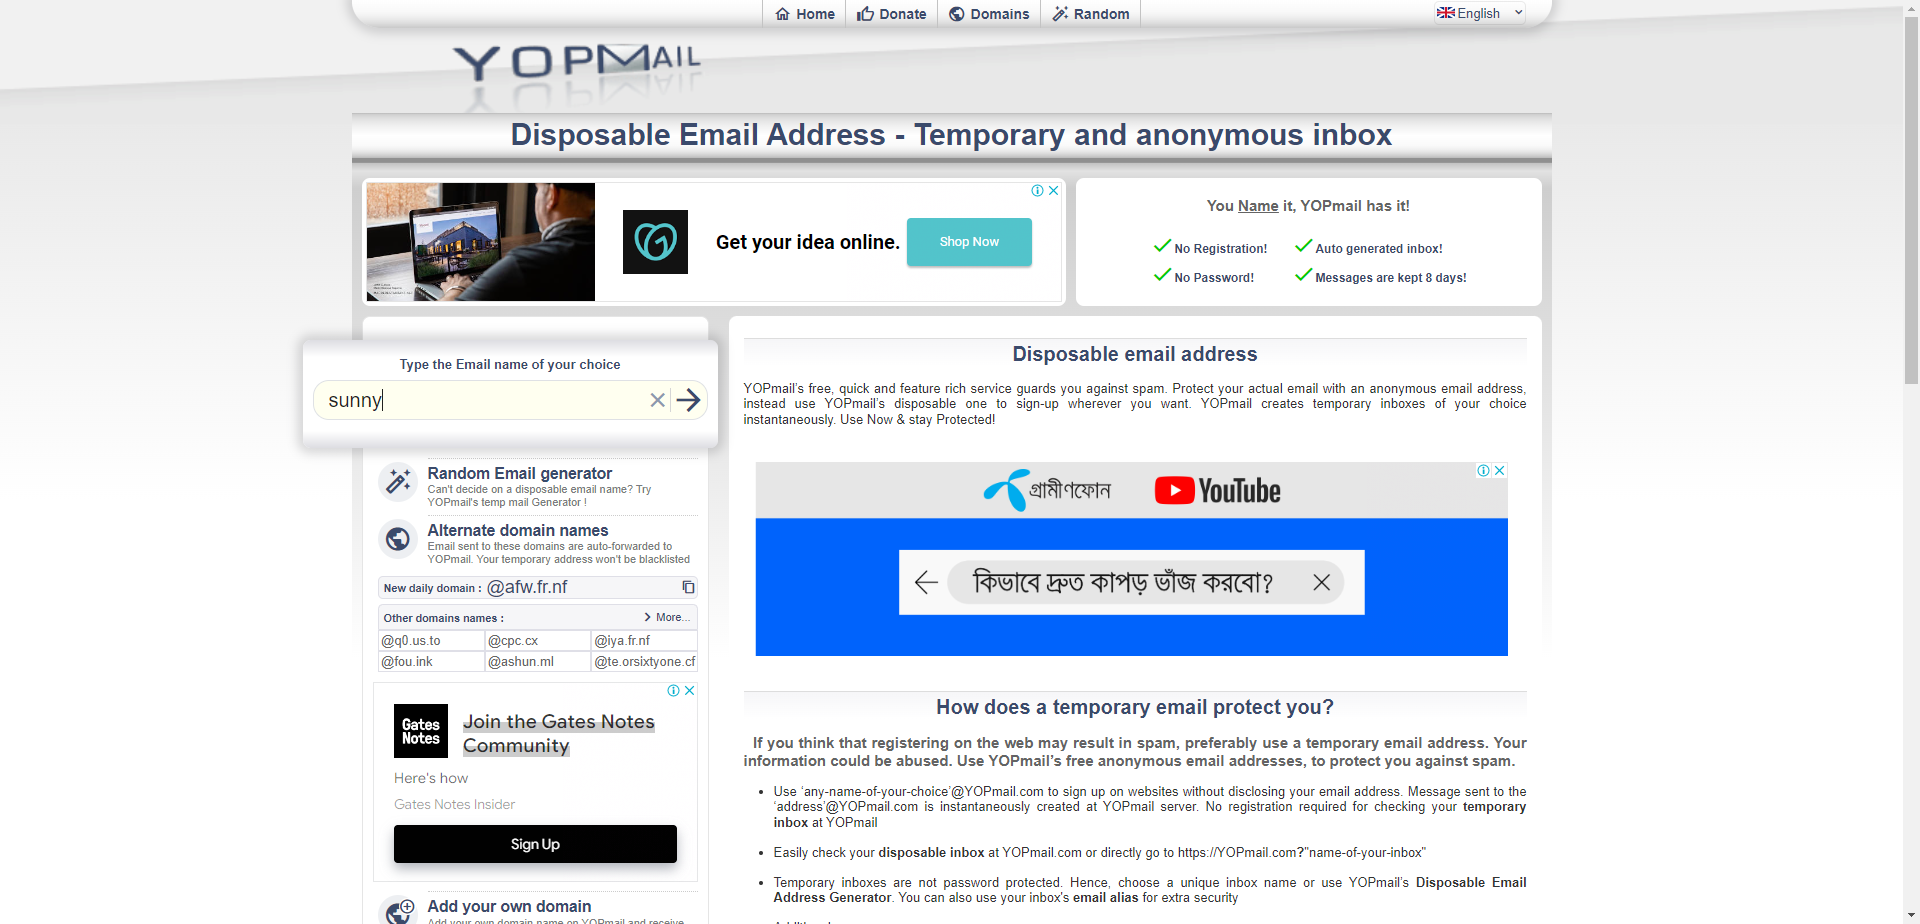 Home
Donate
Domains
Random
English
YOPMAIL
Disposable Email Address - Temporary and anonymous inbox
Get your idea online.
Shop Now
You Name it, YOPmail has it!
No Registration!
Auto generated inbox!
No Password!
Messages are kept 8 days!
Type the Email name of your choice
sunny
Random Email generator
Can't decide on a disposable email name? Try
YOPmail's temp mail Generator !
Alternate domain names
Email sent to these domains are auto-forwarded to
YOPmail. Your temporary address won't be blacklisted
New daily domain : @afw.fr.nf
Other domains names :
More...
@q0.us.to
@cpc.cx
@iya.fr.nf
@fou.ink
@ashun.ml
@te.orsixtyone.cf
Gates
Notes
Join the Gates Notes
Community
Here's how
Gates Notes Insider
Sign Up
Add your own domain
Add your own domain name on YOPmail and receive
Disposable email address
YOPmail's free, quick and feature rich service guards you against spam. Protect your actual email with an anonymous email address,
instead use YOPmail's disposable one to sign-up wherever you want. YOPmail creates temporary inboxes of your choice
instantaneously. Use Now & stay Protected!
গ্রামীণফোন
YouTube
কিভাবে দ্রুত কাপড় ভাঁজ করবো?
How does a temporary email protect you?
If you think that registering on the web may result in spam, preferably use a temporary email address. Your
information could be abused. Use YOPmail's free anonymous email addresses, to protect you against spam.
• Use 'any-name-of-your-choice'@YOPmail.com to sign up on websites without disclosing your email address. Message sent to the
'address'@YOPmail.com is instantaneously created at YOPmail server. No registration required for checking your temporary
inbox at YOPmail
• Easily check your disposable inbox at YOPmail.com or directly go to https://YOPmail.com?"name-of-your-inbox"
• Temporary inboxes are not password protected. Hence, choose a unique inbox name or use YOPmail's Disposable Email
Address Generator. You can also use your inbox's email alias for extra security